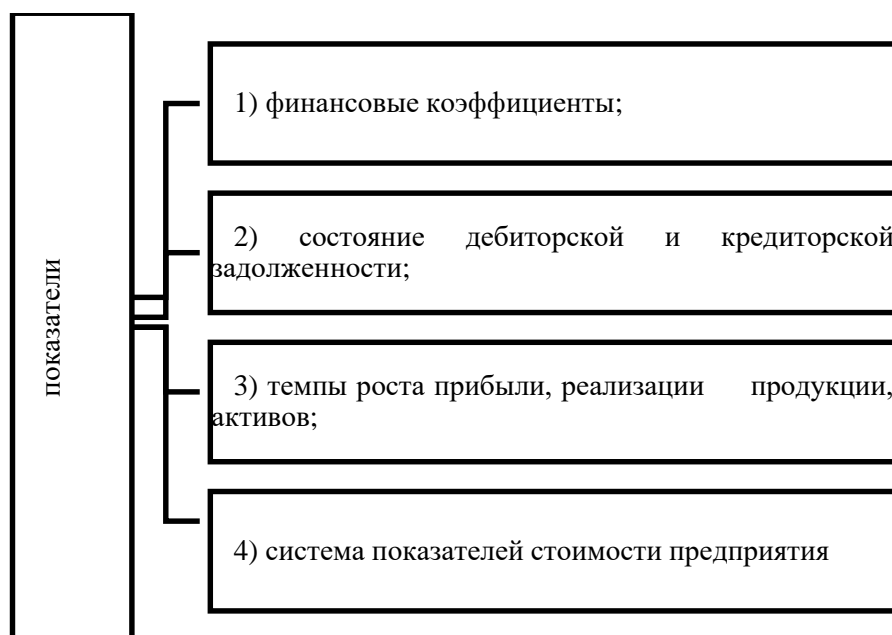 показатели
1) финансовые коэффициенты;
2) состояние дебиторской и кредиторской
задолженности;
3) темпы роста прибыли, реализации продукции,
активов;
4) система показателей стоимости предприятия